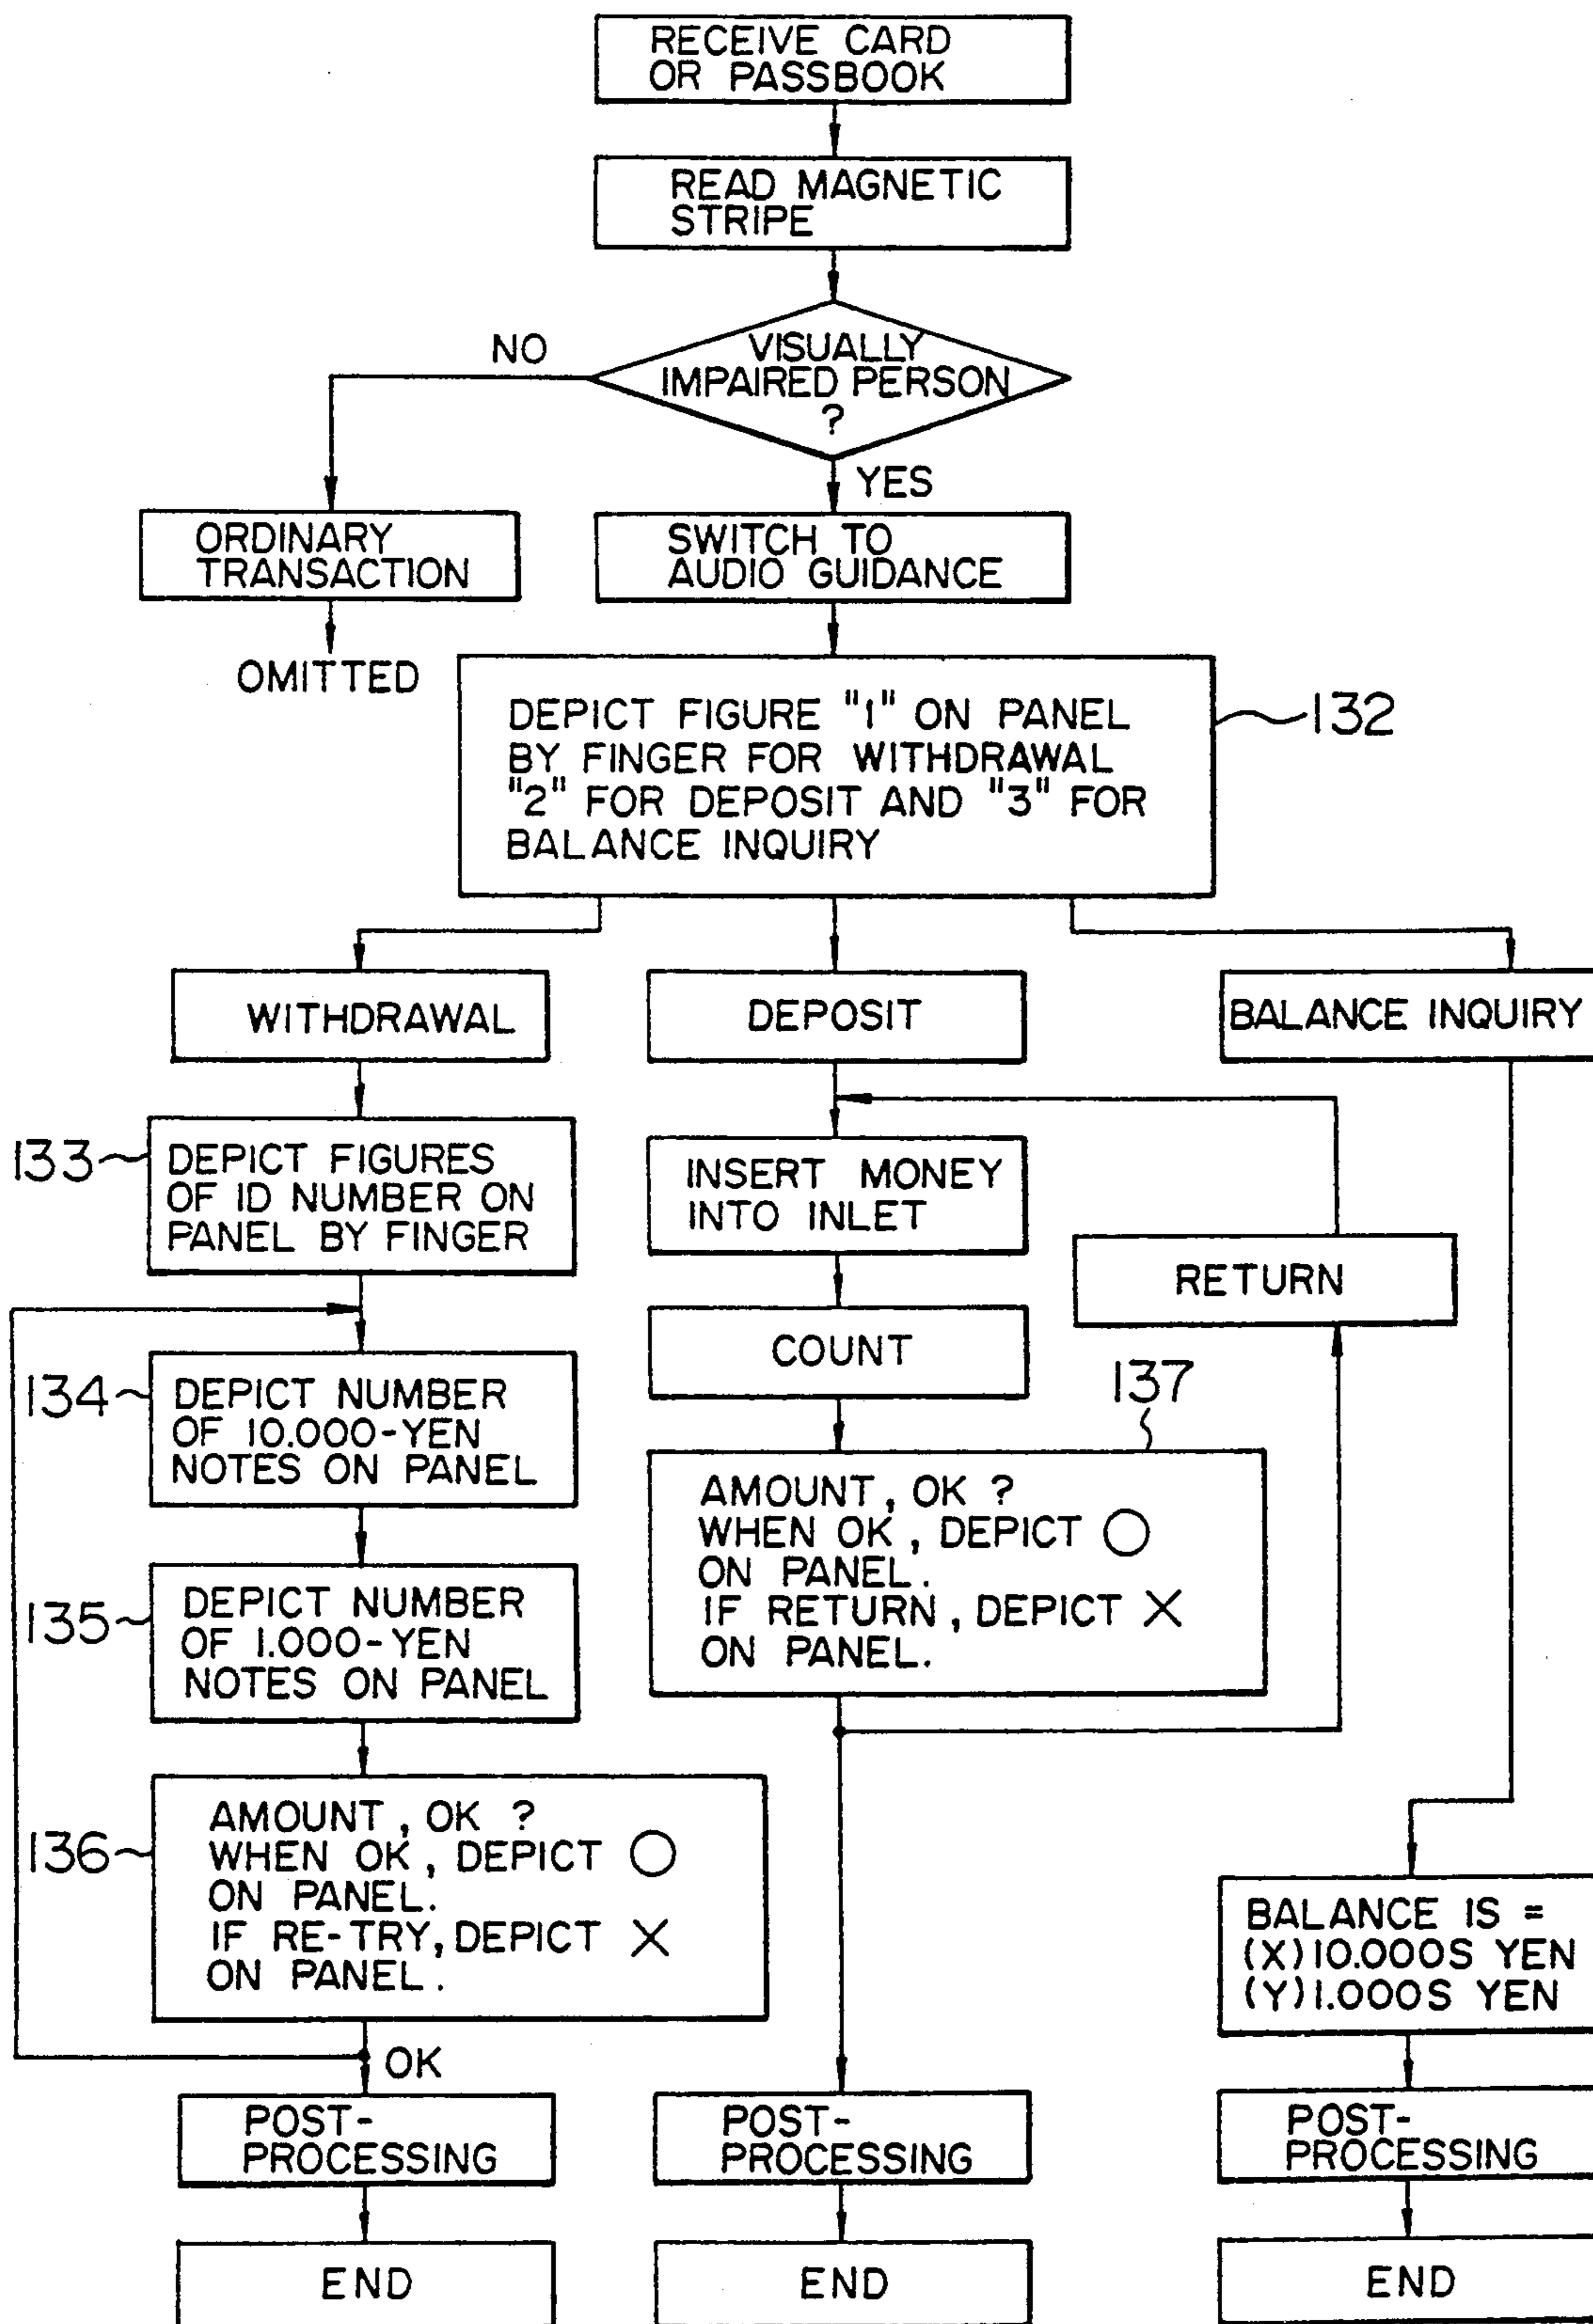 RECEIVE CARD
OR PASSBOOK
READ MAGNETIC
STRIPE
VISUALLY
IMPAIRED PERSON
?
NO
YES
ORDINARY
TRANSACTION
OMITTED
SWITCH TO
AUDIO GUIDANCE
DEPICT FIGURE "1" ON PANEL
BY FINGER FOR WITHDRAWAL
"2" FOR DEPOSIT AND "3" FOR
BALANCE INQUIRY
132
WITHDRAWAL
133
DEPICT FIGURES
OF ID NUMBER ON
PANEL BY FINGER
134
DEPICT NUMBER
OF 10.000-YEN
NOTES ON PANEL
135
DEPICT NUMBER
OF 1.000-YEN
NOTES ON PANEL
136
AMOUNT, OK ?
WHEN OK, DEPICT ○
ON PANEL.
IF RE-TRY, DEPICT ×
ON PANEL.
OK
POST-
PROCESSING
END
DEPOSIT
INSERT MONEY
INTO INLET
COUNT
RETURN
137
AMOUNT, OK ?
WHEN OK, DEPICT ○
ON PANEL.
IF RETURN, DEPICT ×
ON PANEL.
POST-
PROCESSING
END
BALANCE INQUIRY
BALANCE IS =
(X)10.000S YEN
(Y)1.000S YEN
POST-
PROCESSING
END